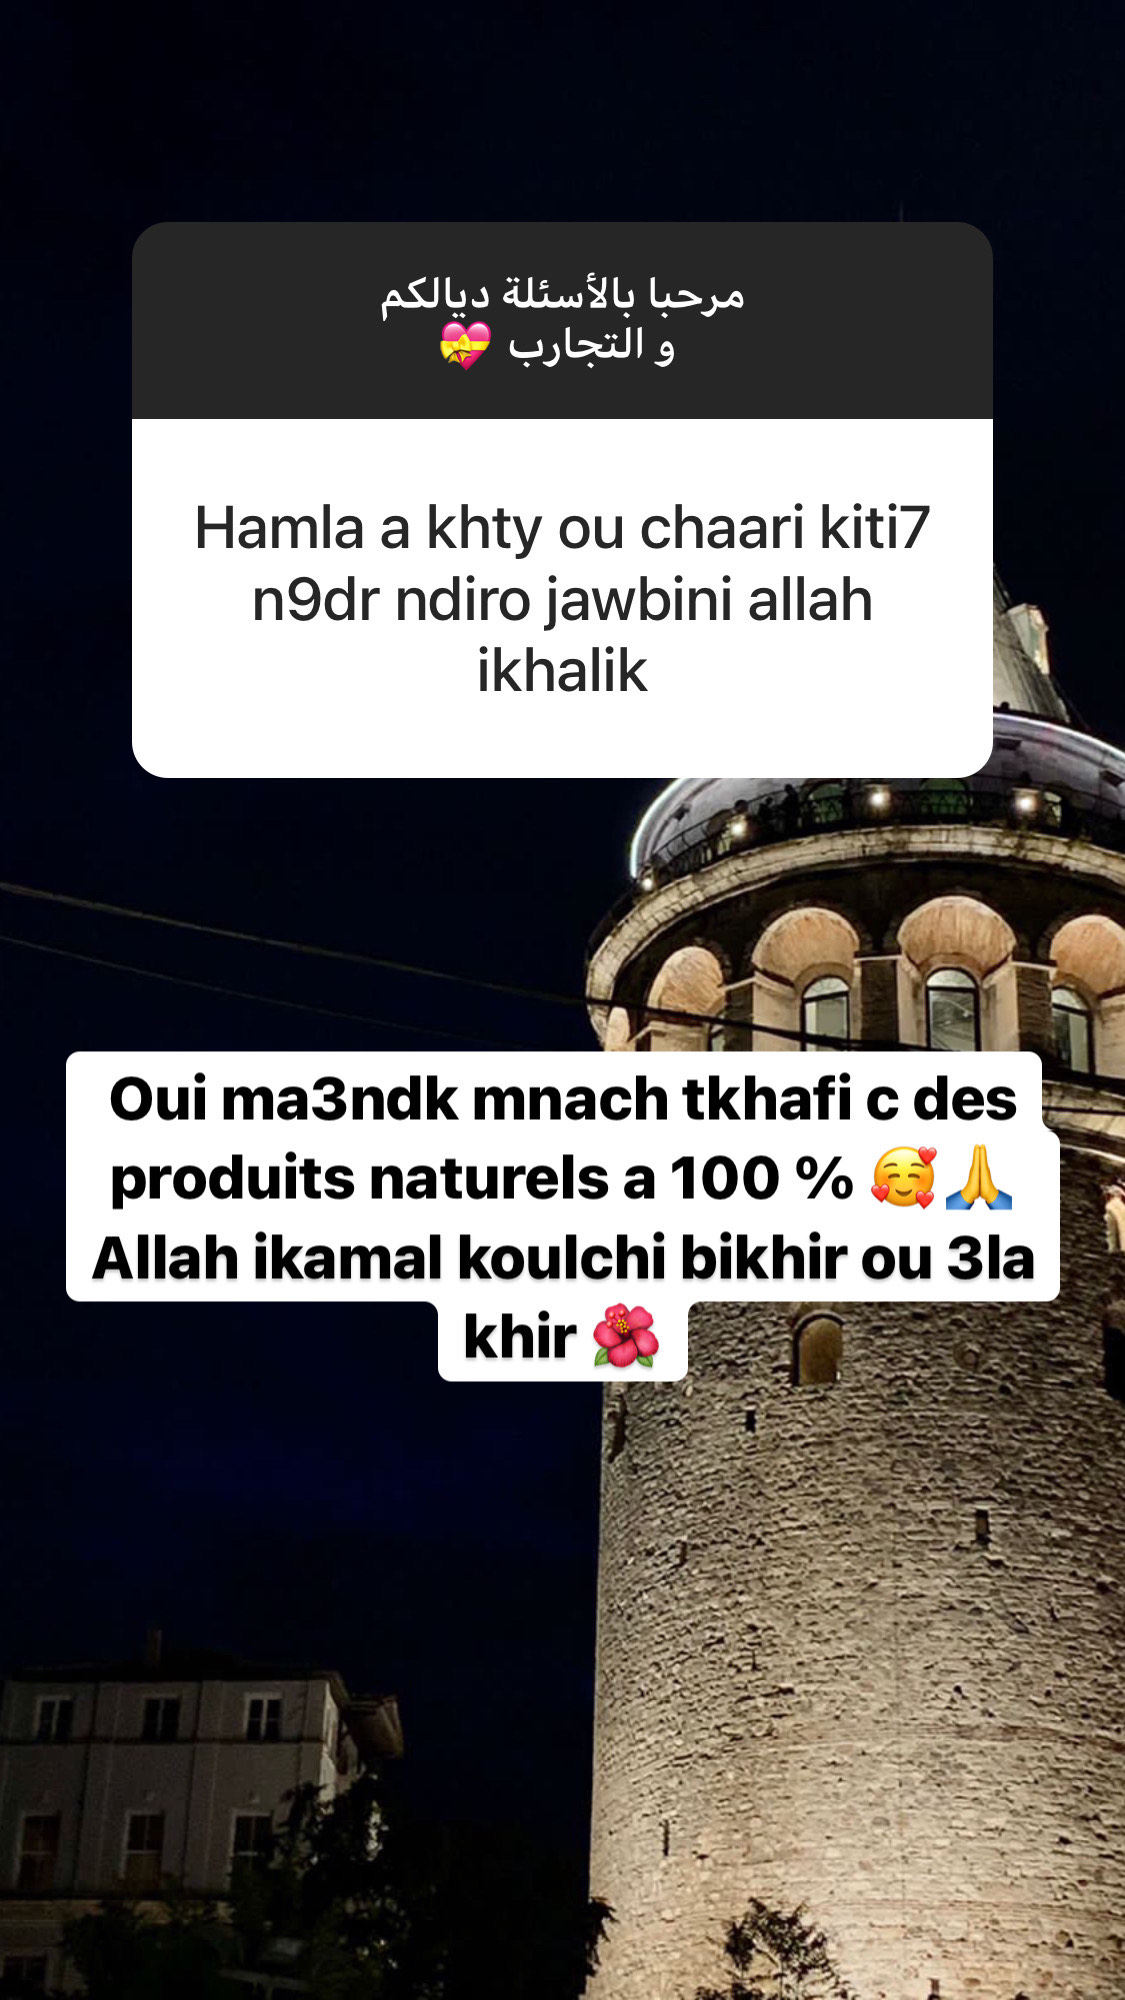 مرحبا بالأسئلة ديالكم
و التجارب 💝
Hamla a khty ou chaari kiti7
n9dr ndiro jawbini allah
ikhalik
Oui ma3ndk mnach tkhafi c des
produits naturels a 100 % 🥰🙏
Allah ikamal koulchi bikhir ou 3la
khir 🌺